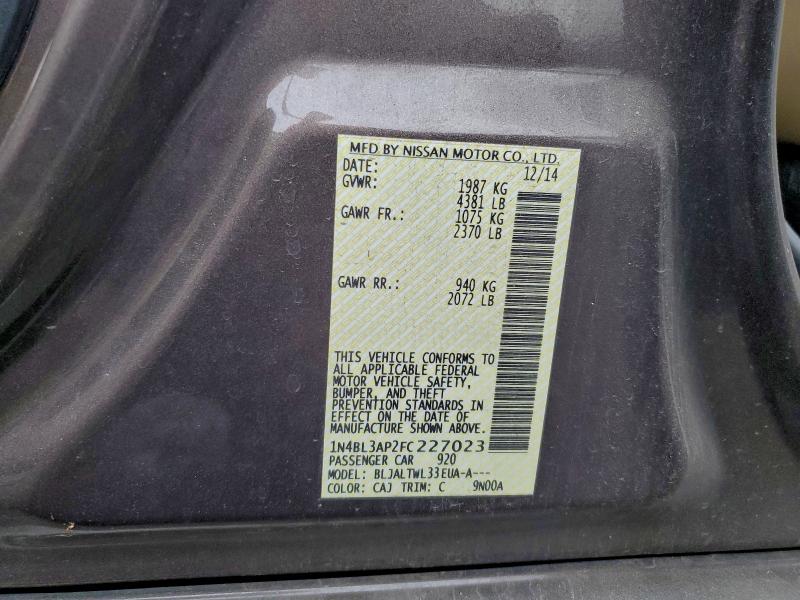 MFD BY NISSAN MOTOR CO., LTD.
DATE: 12/14
GVWR: 1987 KG
4381 LB
GAWR FR.: 1075 KG
2370 LB
GAWR RR.: 940 KG
2072 LB
THIS VEHICLE CONFORMS TO
ALL APPLICABLE FEDERAL
MOTOR VEHICLE SAFETY,
BUMPER, AND THEFT
PREVENTION STANDARDS IN
EFFECT ON THE DATE OF
MANUFACTURE SHOWN ABOVE.
1N4BL3AP2FC227023
PASSENGER CAR 920
MODEL: BLJALTWL33EUA-A---
COLOR: CAJ TRIM: C 9N00A